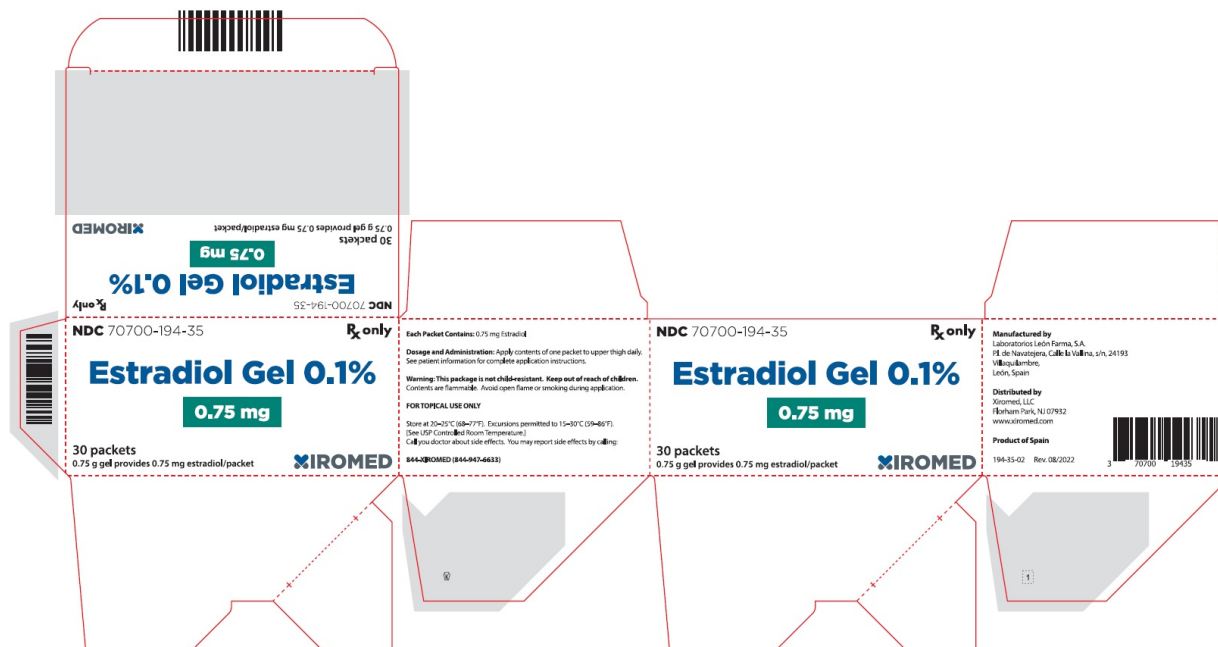 NDC 70700-194-35 Rx only
Estradiol Gel 0.1%
0.75 mg
30 packets
0.75 g gel provides 0.75 mg estradiol/packet
XIROMED
NDC 70700-194-35 Rx only
Estradiol Gel 0.1%
0.75 mg
30 packets
0.75 g gel provides 0.75 mg estradiol/packet XIROMED
Each Packet Contains: 0.75 mg Estradiol
Dosage and Administration: Apply contents of one packet to upper thigh daily.
See patient information for complete application instructions.
Warning: This package is not child-resistant. Keep out of reach of children.
Contents are flammable. Avoid open flame or smoking during application.
FOR TOPICAL USE ONLY
Store at 20–25°C (68–77°F). Excursions permitted to 15–30°C (59–86°F).
[See USP Controlled Room Temperature.]
Call you doctor about side effects. You may report side effects by calling:
844-XIROMED (844-947-6633)
NDC 70700-194-35 Rx only
Estradiol Gel 0.1%
0.75 mg
30 packets
0.75 g gel provides 0.75 mg estradiol/packet XIROMED
Manufactured by
Laboratorios León Farma, S.A.
P.I. de Navatejera, Calle la Vallina, s/n, 24193
Villaquilambre,
León, Spain
Distributed by
Xiromed, LLC
Florham Park, NJ 07932
www.xiromed.com
Product of Spain
194-35-02 Rev. 08/2022
3 70700 19435
1